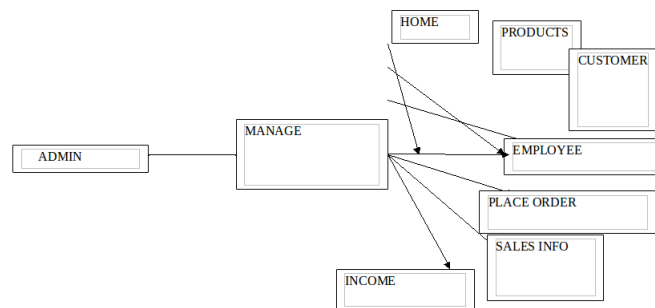 HOME
PRODUCTS
CUSTOMER
MANAGE
ADMIN
EMPLOYEE
PLACE ORDER
SALES INFO
INCOME